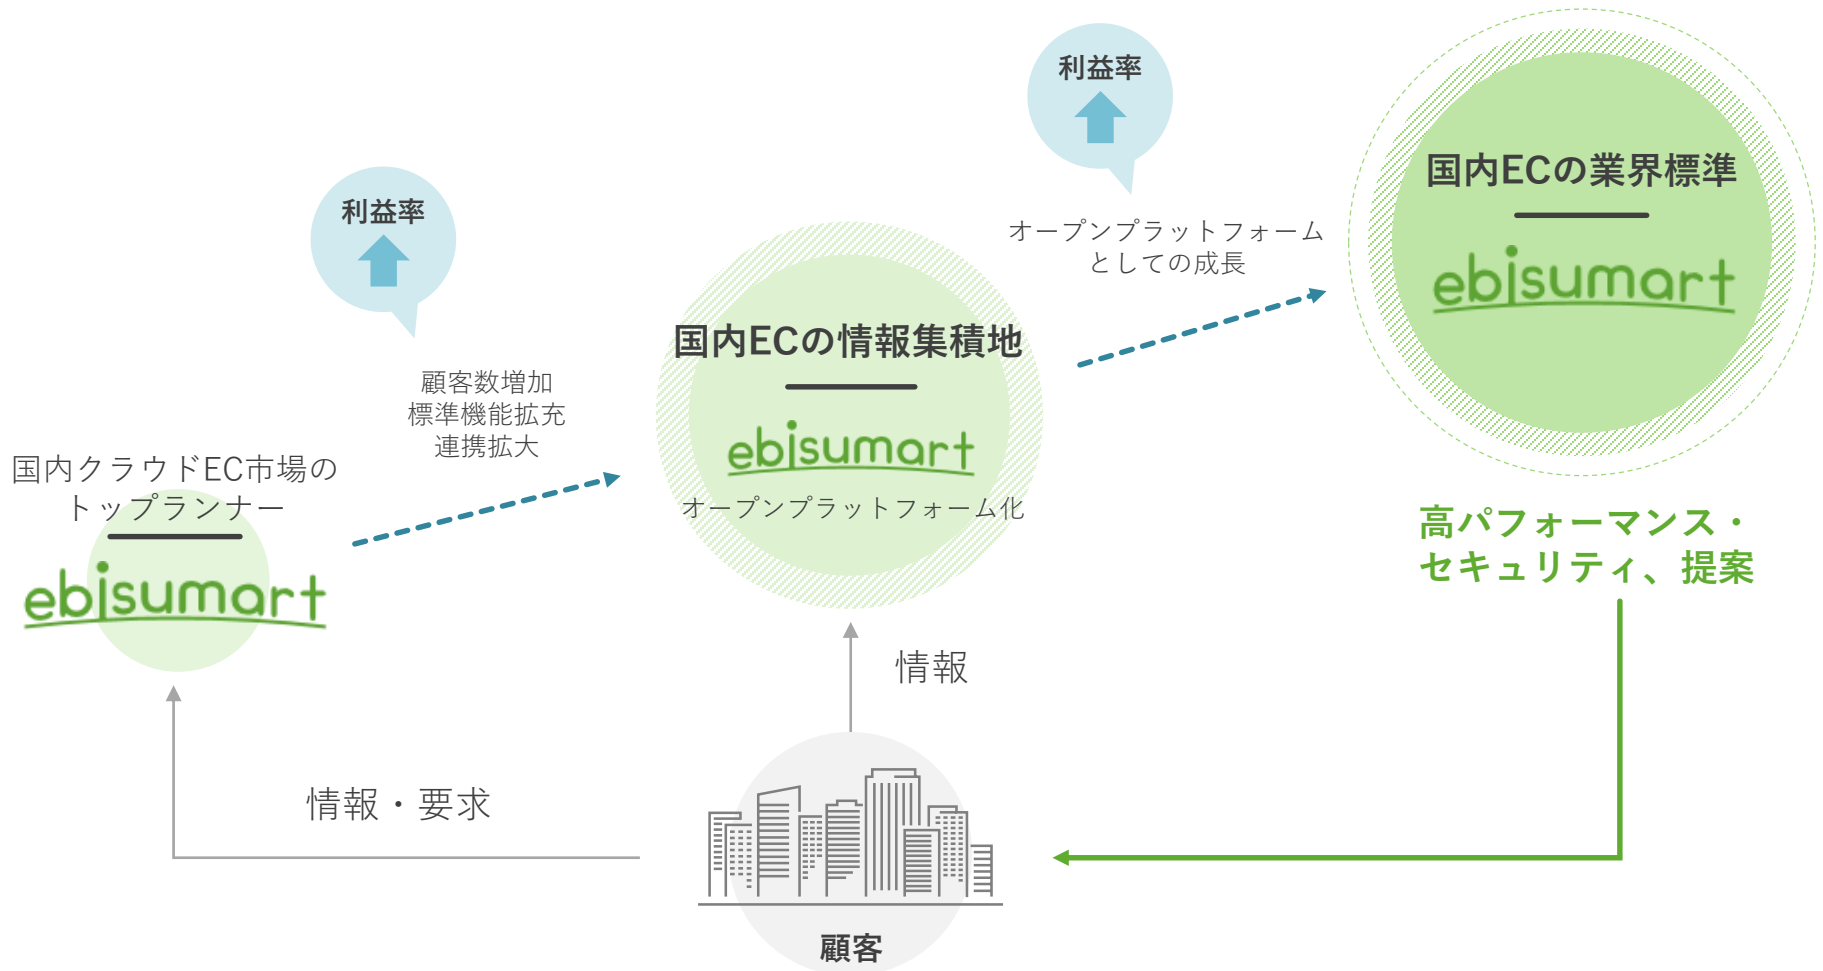 国内クラウドEC市場の
トップランナー
ebisumart
利益率
顧客数増加
標準機能拡充
連携拡大
国内ECの情報集積地
ebisumart
オープンプラットフォーム化
利益率
オープンプラットフォーム
としての成長
国内ECの業界標準
ebisumart
高パフォーマンス・
セキュリティ、提案
情報
情報・要求
顧客